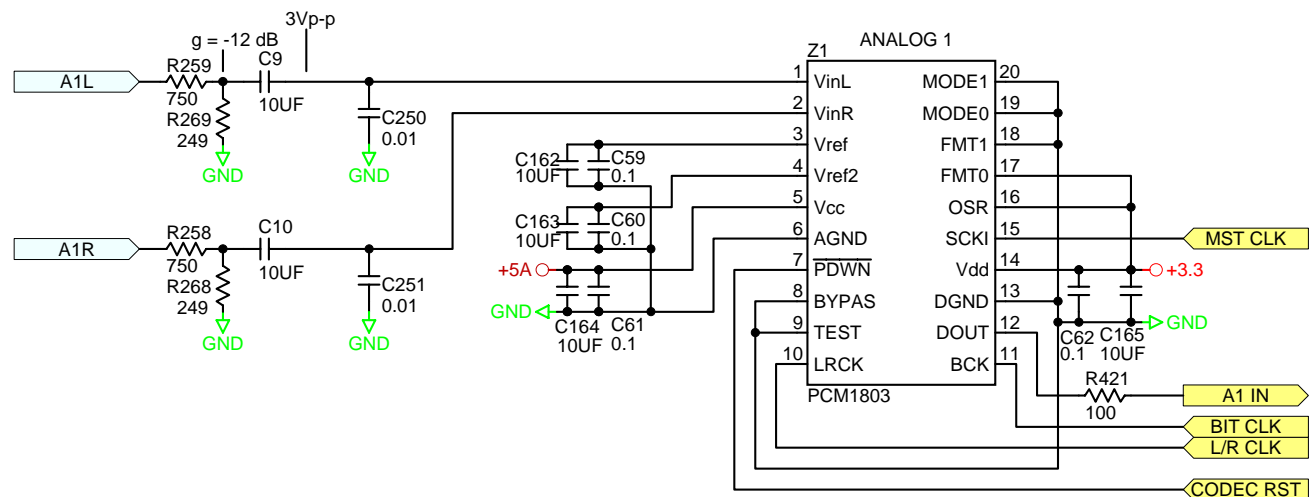 3Vp-p
g = -12 dB
ANALOG 1
Z1
R259
C9
A1L
750
10UF
R269
249
GND
C250
0.01
GND
1 VinL MODE1 20
2 VinR MODE0 19
3 Vref FMT1 18
4 Vref2 FMT0 17
5 Vcc OSR 16
6 AGND SCKI 15
7 PDWN Vdd 14
8 BYPAS DGND 13
9 TEST DOUT 12
10 LRCK BCK 11
PCM1803
C162
10UF
C59
0.1
C163
10UF
C60
0.1
+5A
GND
C164
10UF
C61
0.1
A1R
R258
750
C10
10UF
R268
249
GND
C251
0.01
GND
MST CLK
+3.3
GND
C62
0.1
C165
10UF
R421
100
A1 IN
BIT CLK
L/R CLK
CODEC RST